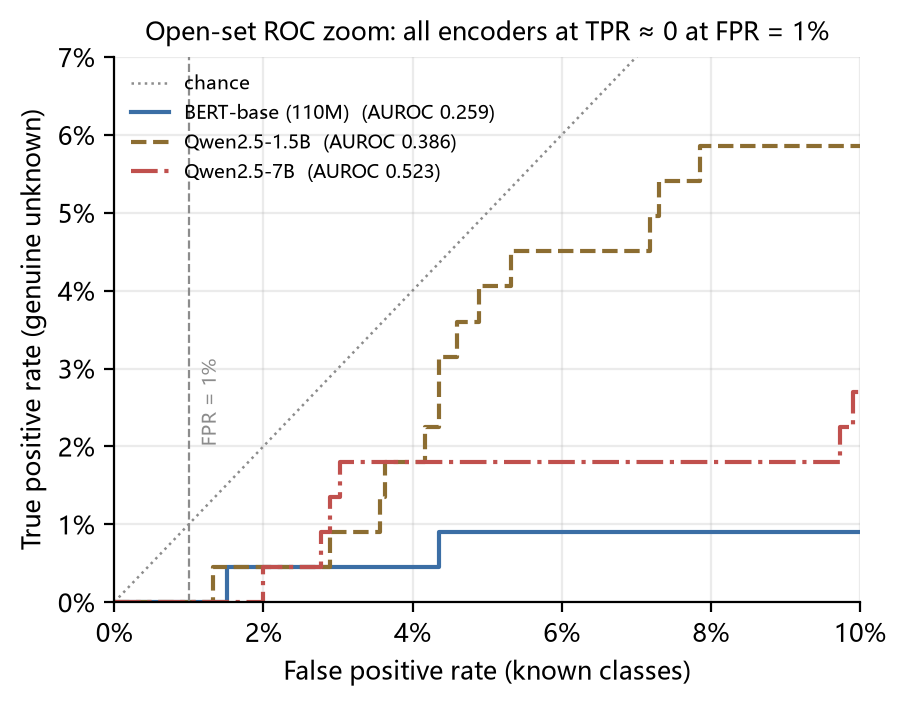 Open-set ROC zoom: all encoders at TPR ≈ 0 at FPR = 1%
7%
6%
5%
4%
3%
2%
1%
0%
True positive rate (genuine unknown)
chance
BERT-base (110M)  (AUROC 0.259)
Qwen2.5-1.5B  (AUROC 0.386)
Qwen2.5-7B  (AUROC 0.523)
FPR = 1%
0%
2%
4%
6%
8%
10%
False positive rate (known classes)